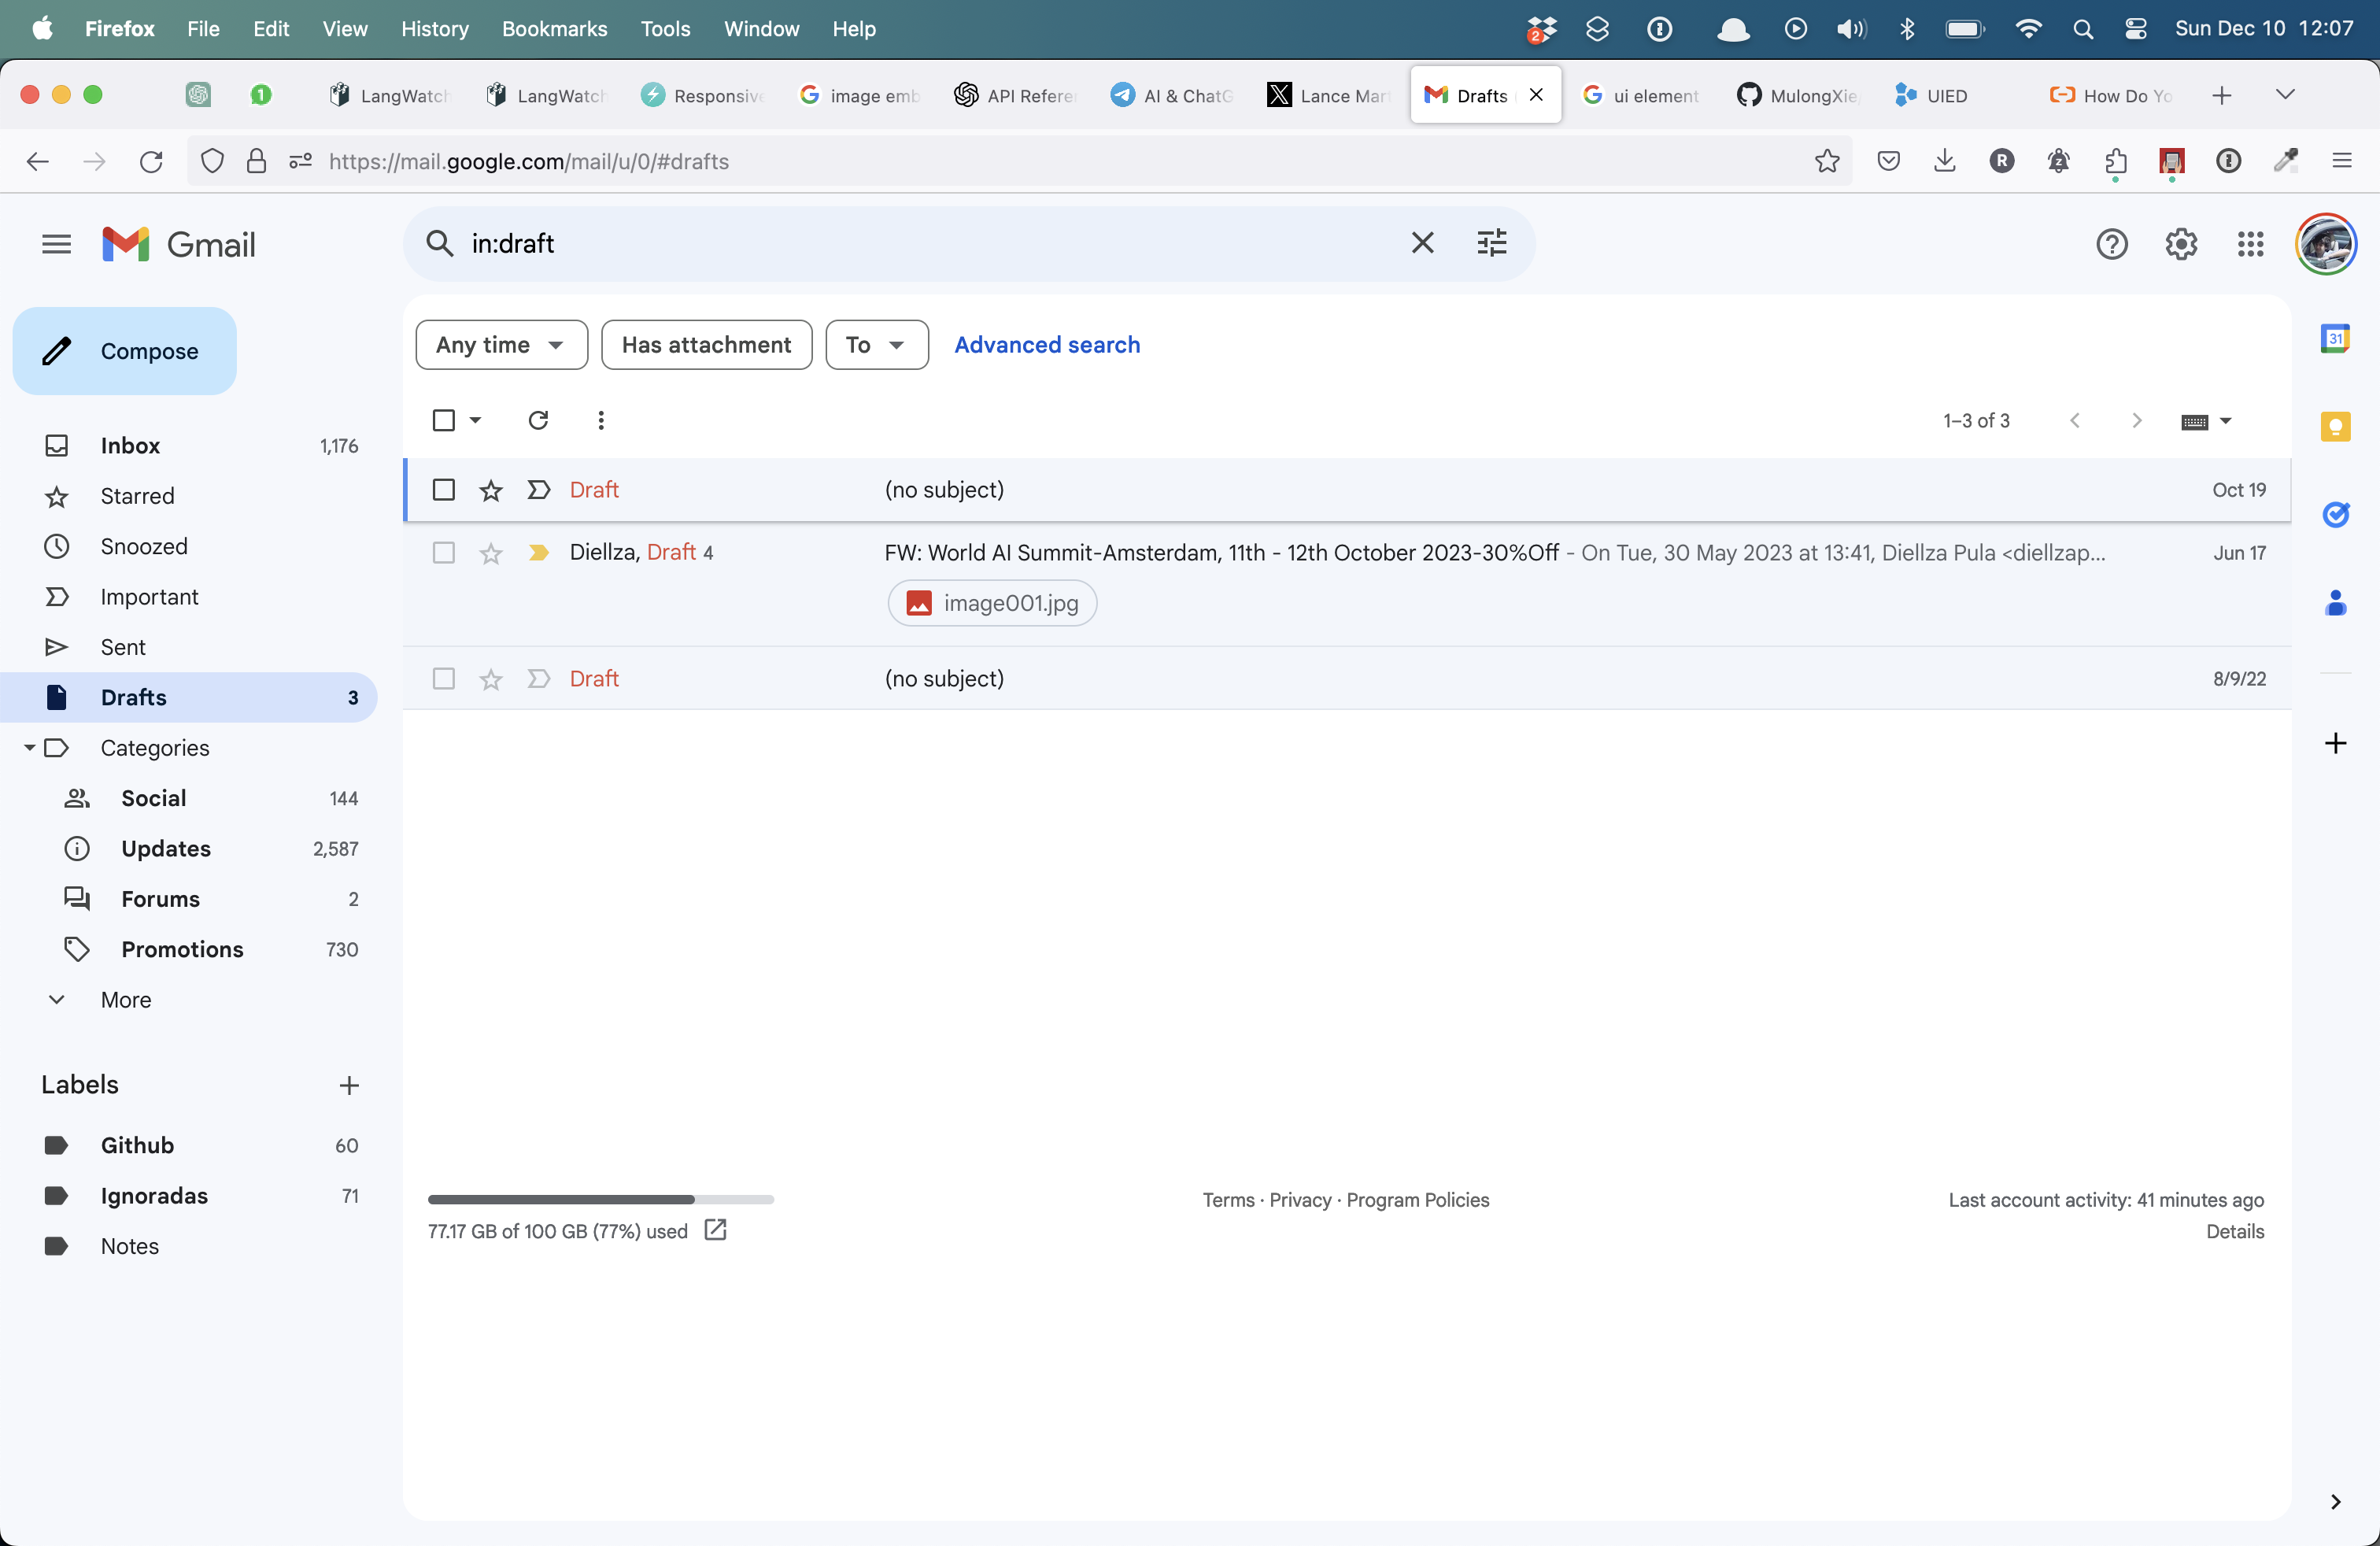 Firefox File Edit View History Bookmarks Tools Window Help 2 Sun Dec 10 12:07
1 LangWatch LangWatch Responsive image emb API Refere AI & ChatG Lance Mar Drafts ui element MulongXie UIED How Do Yo
https://mail.google.com/mail/u/0/#drafts R
Gmail in:draft
Compose Any time Has attachment To Advanced search 31
1–3 of 3
Inbox 1,176
Starred
Snoozed
Important
Sent
Drafts 3
Categories
Social 144
Updates 2,587
Forums 2
Promotions 730
More
Labels
Github 60
Ignoradas 71
Notes
Draft (no subject) Oct 19
Diellza, Draft 4 FW: World AI Summit-Amsterdam, 11th - 12th October 2023-30%Off - On Tue, 30 May 2023 at 13:41, Diellza Pula <diellzap... Jun 17
image001.jpg
Draft (no subject) 8/9/22
Terms · Privacy · Program Policies Last account activity: 41 minutes ago
77.17 GB of 100 GB (77%) used Details